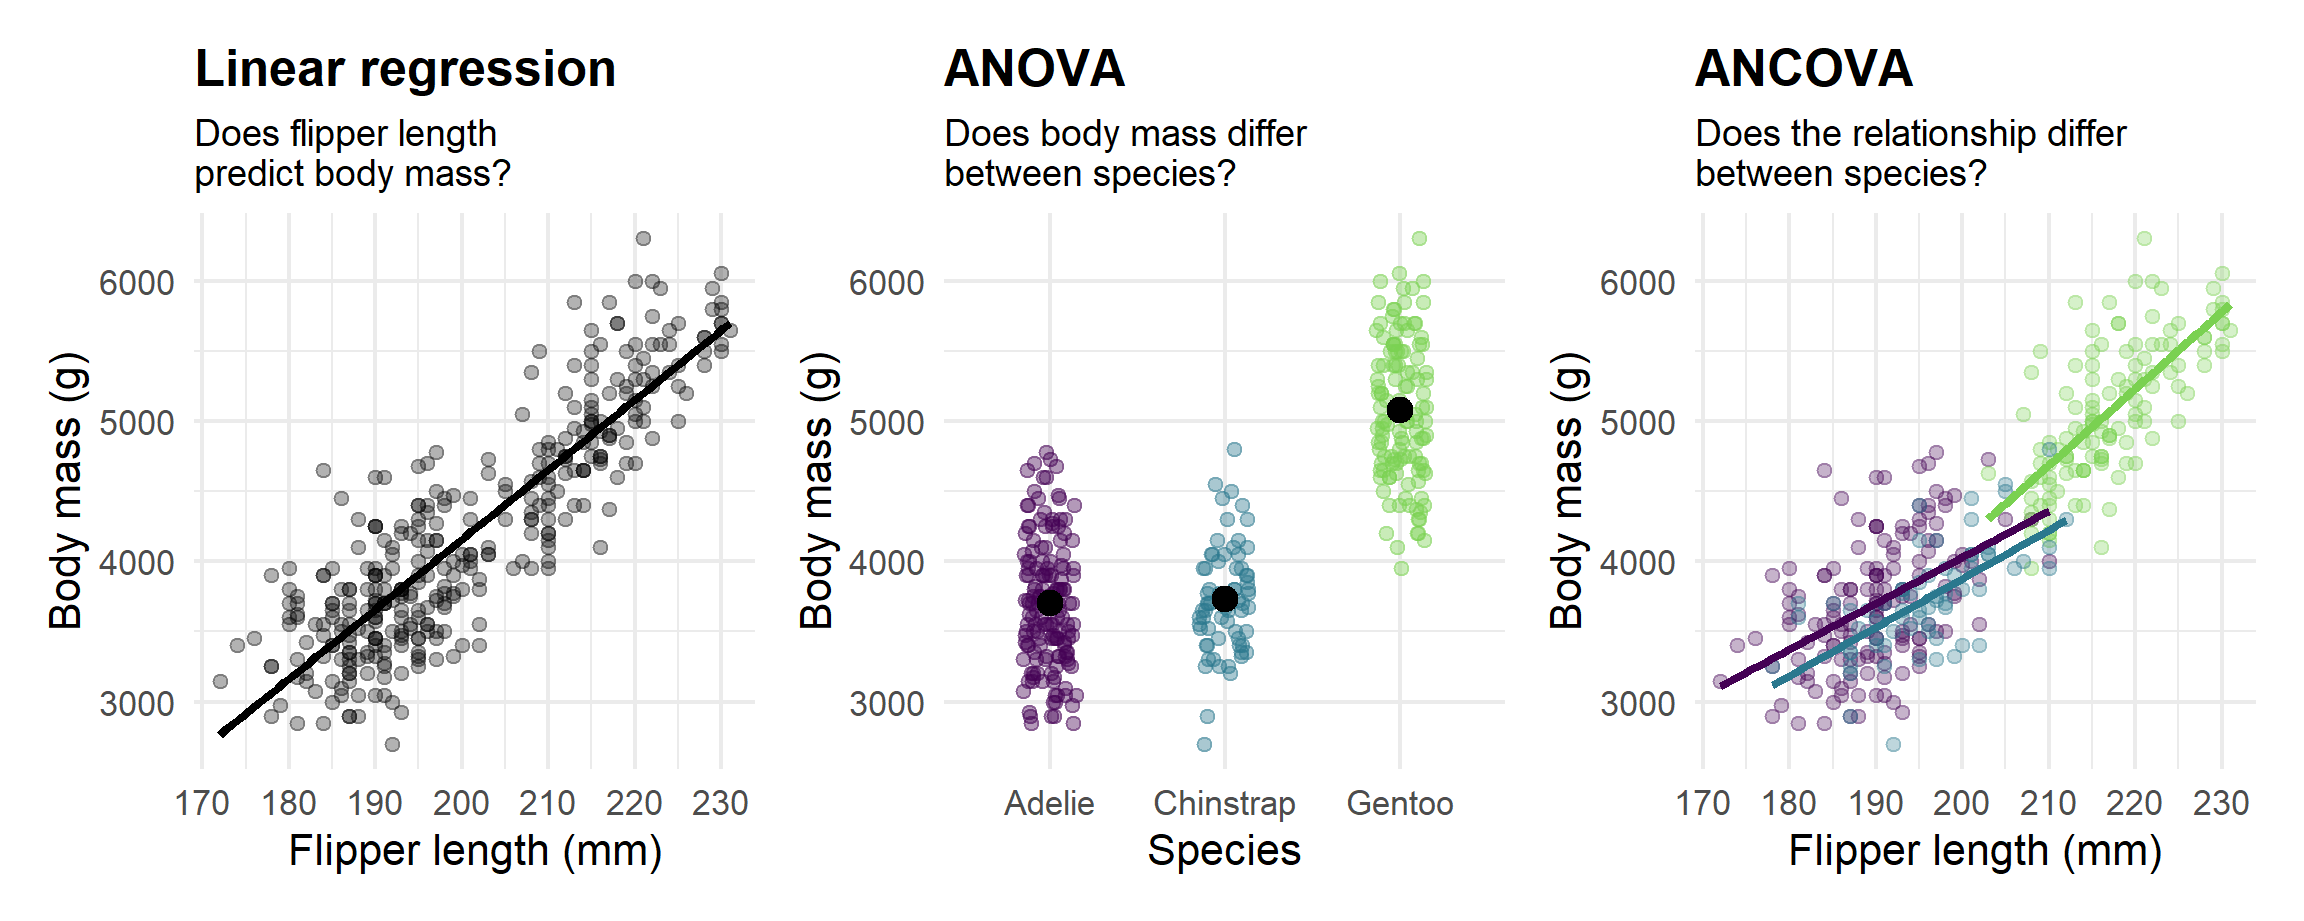 Linear regression
Does flipper length
predict body mass?
6000
5000
4000
3000
Body mass (g)
170 180 190 200 210 220 230
Flipper length (mm)
ANOVA
Does body mass differ
between species?
6000
5000
4000
3000
Body mass (g)
Adelie Chinstrap Gentoo
Species
ANCOVA
Does the relationship differ
between species?
6000
5000
4000
3000
Body mass (g)
170 180 190 200 210 220 230
Flipper length (mm)